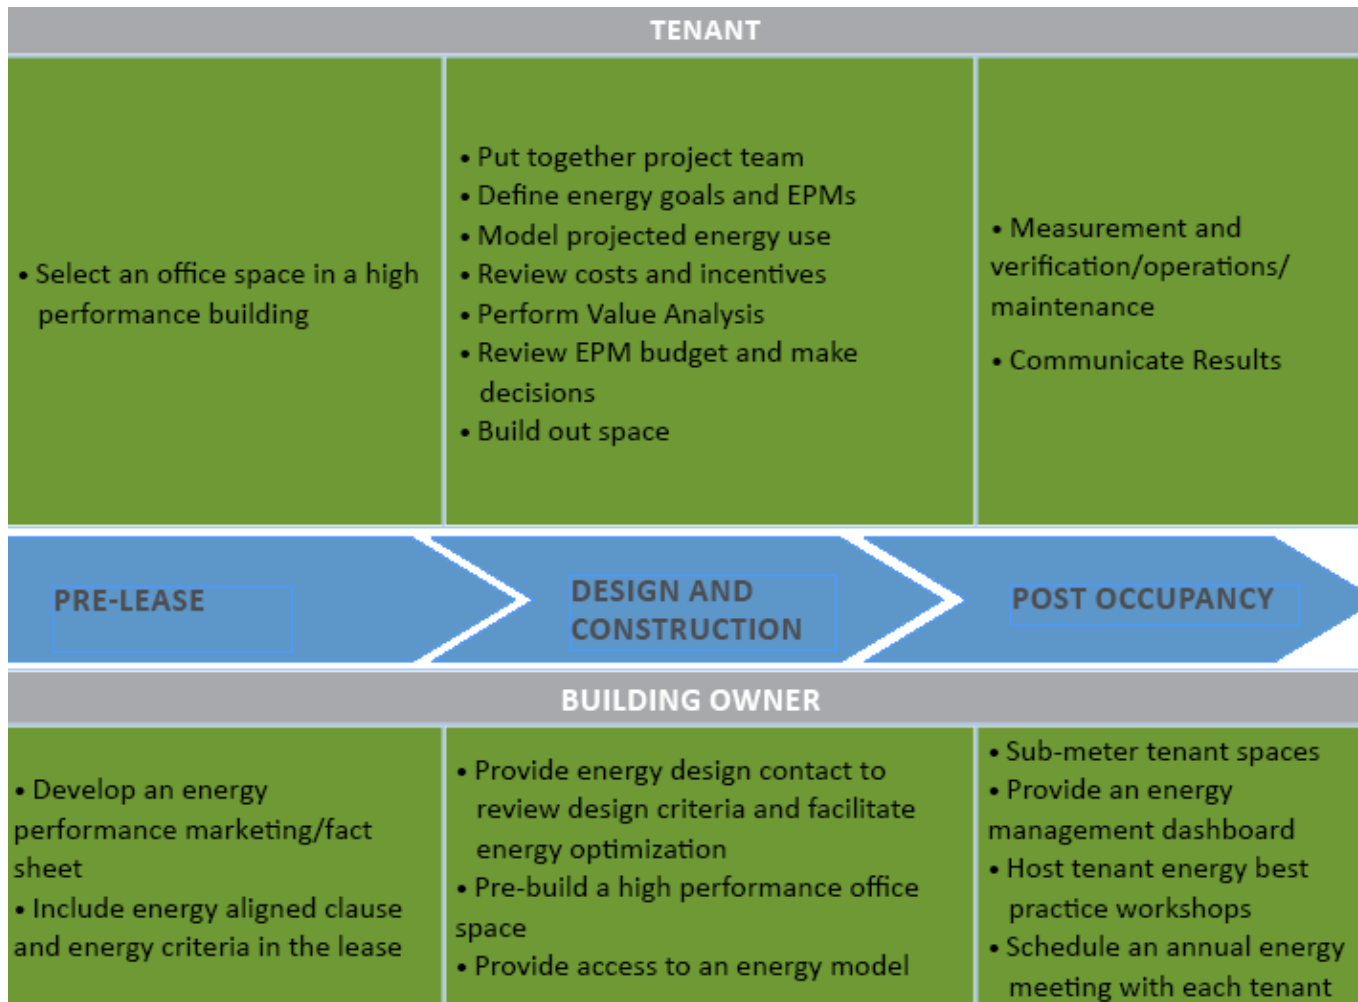 TENANT
• Select an office space in a high
performance building
• Put together project team
• Define energy goals and EPMs
• Model projected energy use
• Review costs and incentives
• Perform Value Analysis
• Review EPM budget and make
decisions
• Build out space
• Measurement and
verification/operations/
maintenance
• Communicate Results
PRE-LEASE
DESIGN AND
CONSTRUCTION
POST OCCUPANCY
BUILDING OWNER
• Develop an energy
performance marketing/fact
sheet
• Include energy aligned clause
and energy criteria in the lease
• Provide energy design contact to
review design criteria and facilitate
energy optimization
• Pre-build a high performance office
space
• Provide access to an energy model
• Sub-meter tenant spaces
• Provide an energy
management dashboard
• Host tenant energy best
practice workshops
• Schedule an annual energy
meeting with each tenant